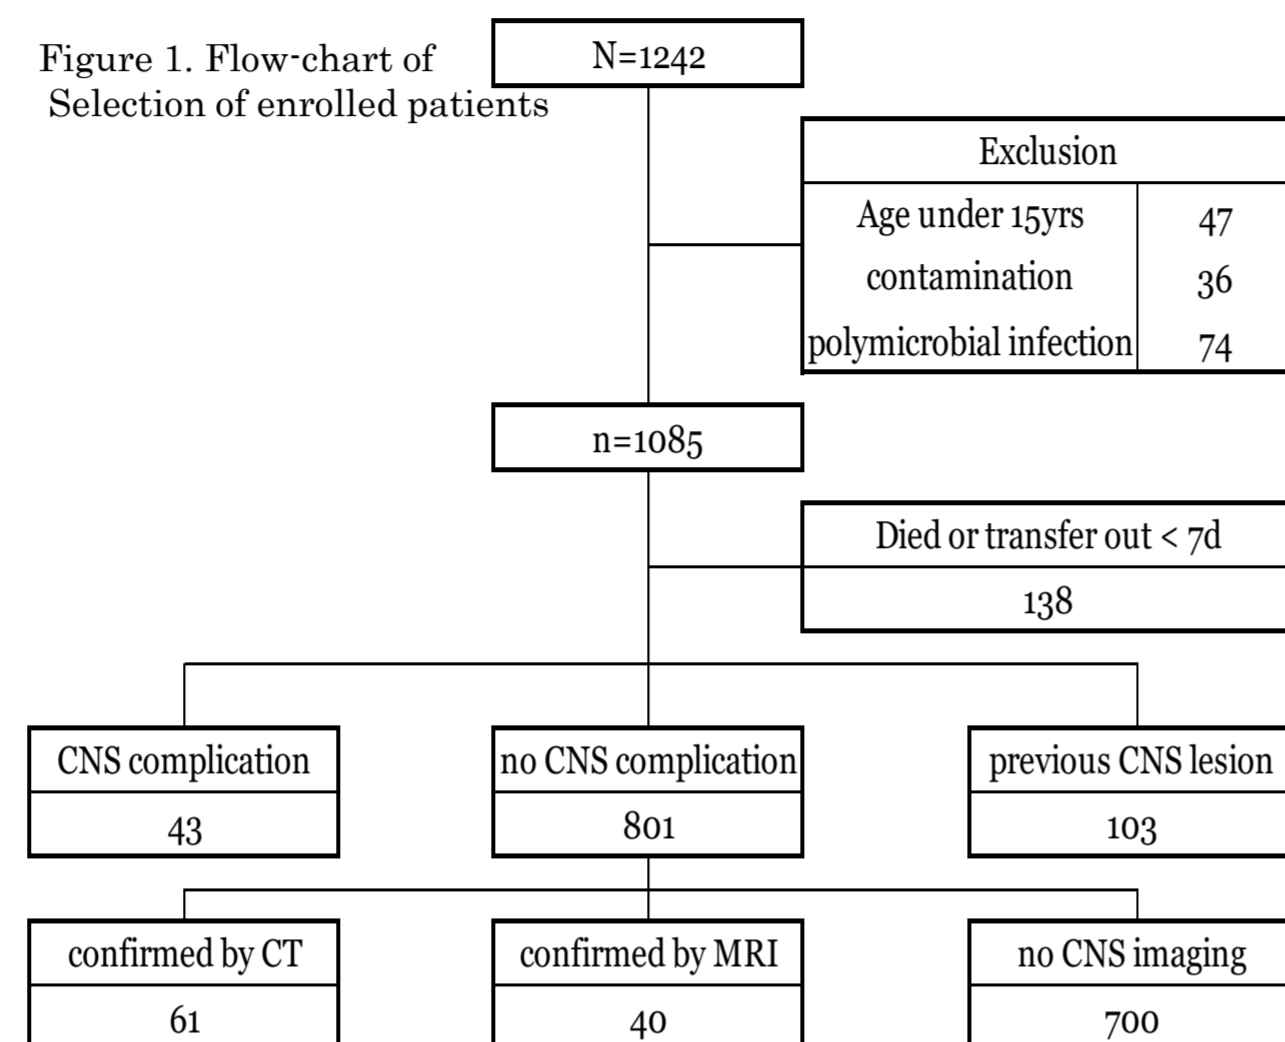 Figure 1. Flow-chart of
Selection of enrolled patients
N=1242
Exclusion
Age under 15yrs 47
contamination 36
polymicrobial infection 74
n=1085
Died or transfer out < 7d
138
CNS complication
43
no CNS complication
801
previous CNS lesion
103
confirmed by CT
61
confirmed by MRI
40
no CNS imaging
700